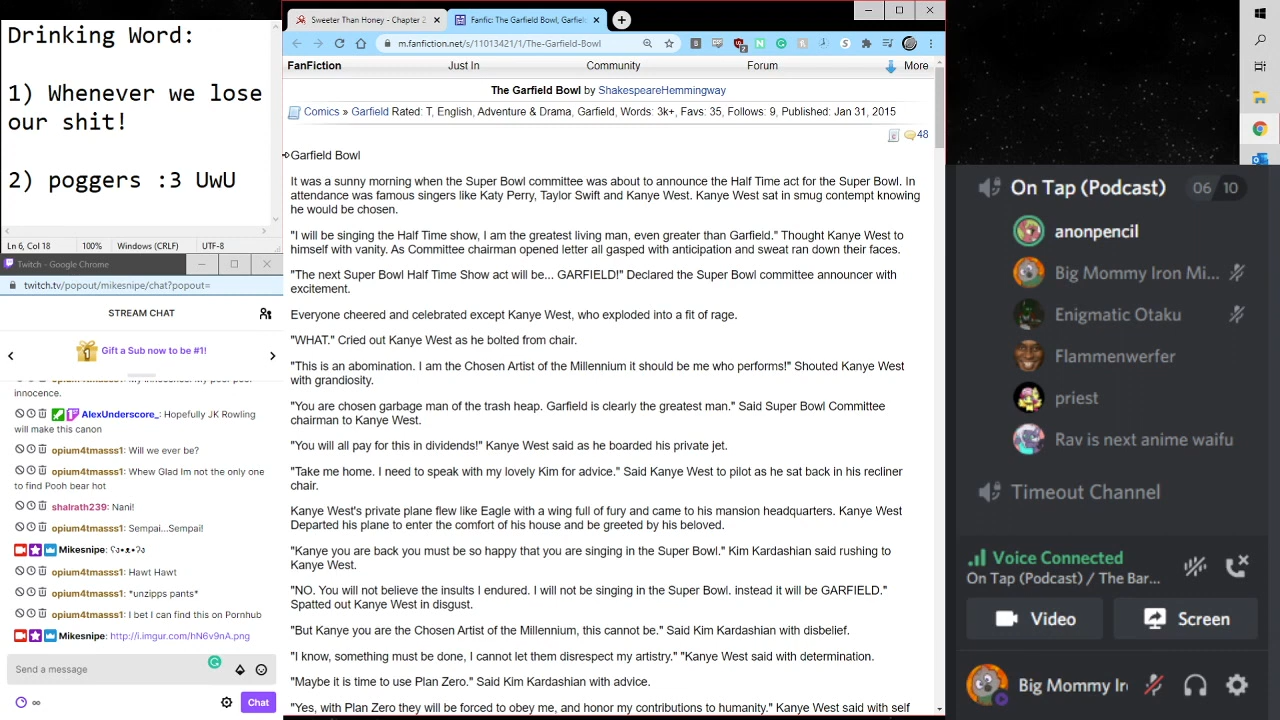 Drinking Word:
1) Whenever we lose
our shit!
2) poggers :3 UwU
Ln 6, Col 18
100%
Windows (CRLF)
UTF-8
Twitch - Google Chrome
twitch.tv/popout/mikesnipe/chat?popout=
STREAM CHAT
1
Gift a Sub now to be #1!
innocence.
AlexUnderscore_: Hopefully JK Rowling
will make this canon
opium4tmasss1: Will we ever be?
opium4tmasss1: Whew Glad Im not the only one
to find Pooh bear hot
shalrath239: Nani!
opium4tmasss1: Sempai...Sempai!
Mikesnipe: ʕง•ᴥ•ʔง
opium4tmasss1: Hawt Hawt
opium4tmasss1: *unzipps pants*
opium4tmasss1: I bet I can find this on Pornhub
Mikesnipe: http://i.imgur.com/hN6v9nA.png
Send a message
∞
Chat
Sweeter Than Honey - Chapter 2
Fanfic: The Garfield Bowl, Garfiel
m.fanfiction.net/s/11013421/1/The-Garfield-Bowl
FanFiction
Just In
Community
Forum
More
The Garfield Bowl by ShakespeareHemmingway
Comics » Garfield Rated: T, English, Adventure & Drama, Garfield, Words: 3k+, Favs: 35, Follows: 9, Published: Jan 31, 2015
48
Garfield Bowl
It was a sunny morning when the Super Bowl committee was about to announce the Half Time act for the Super Bowl. In
attendance was famous singers like Katy Perry, Taylor Swift and Kanye West. Kanye West sat in smug contempt knowing
he would be chosen.
"I will be singing the Half Time show, I am the greatest living man, even greater than Garfield." Thought Kanye West to
himself with vanity. As Committee chairman opened letter all gasped with anticipation and sweat ran down their faces.
"The next Super Bowl Half Time Show act will be... GARFIELD!" Declared the Super Bowl committee announcer with
excitement.
Everyone cheered and celebrated except Kanye West, who exploded into a fit of rage.
"WHAT." Cried out Kanye West as he bolted from chair.
"This is an abomination. I am the Chosen Artist of the Millennium it should be me who performs!" Shouted Kanye West
with grandiosity.
"You are chosen garbage man of the trash heap. Garfield is clearly the greatest man." Said Super Bowl Committee
chairman to Kanye West.
"You will all pay for this in dividends!" Kanye West said as he boarded his private jet.
"Take me home. I need to speak with my lovely Kim for advice." Said Kanye West to pilot as he sat back in his recliner
chair.
Kanye West's private plane flew like Eagle with a wing full of fury and came to his mansion headquarters. Kanye West
Departed his plane to enter the comfort of his house and be greeted by his beloved.
"Kanye you are back you must be so happy that you are singing in the Super Bowl." Kim Kardashian said rushing to
Kanye West.
"NO. You will not believe the insults I endured. I will not be singing in the Super Bowl. instead it will be GARFIELD."
Spatted out Kanye West in disgust.
"But Kanye you are the Chosen Artist of the Millennium, this cannot be." Said Kim Kardashian with disbelief.
"I know, something must be done, I cannot let them disrespect my artistry." "Kanye West said with determination.
"Maybe it is time to use Plan Zero." Said Kim Kardashian with advice.
"Yes, with Plan Zero they will be forced to obey me, and honor my contributions to humanity." Kanye West said with self
On Tap (Podcast)
06 10
anonpencil
Big Mommy Iron Mi...
Enigmatic Otaku
Flammenwerfer
priest
Rav is next anime waifu
Timeout Channel
Voice Connected
On Tap (Podcast) / The Bar...
Video
Screen
Big Mommy Iro